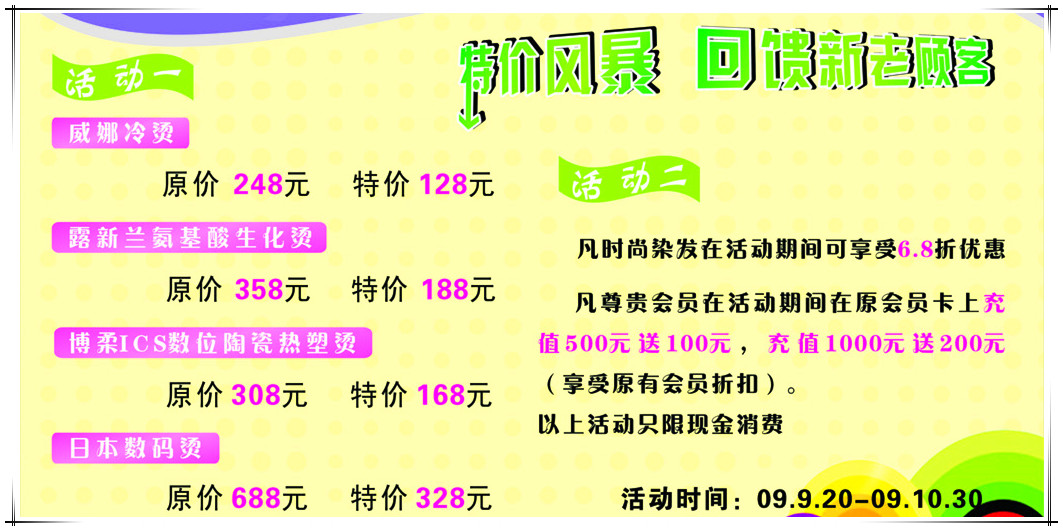 特价风暴 回馈新老顾客
活动一
威娜冷烫
原价 248元 特价 128元
露新兰氨基酸生化烫
原价 358元 特价 188元
博柔ICS数位陶瓷热塑烫
原价 308元 特价 168元
日本数码烫
原价 688元 特价 328元
活动二
凡时尚染发在活动期间可享受6.8折优惠
凡尊贵会员在活动期间在原会员卡上充
值500元送100元，充值1000元送200元
（享受原有会员折扣）。
以上活动只限现金消费
活动时间：09.9.20-09.10.30